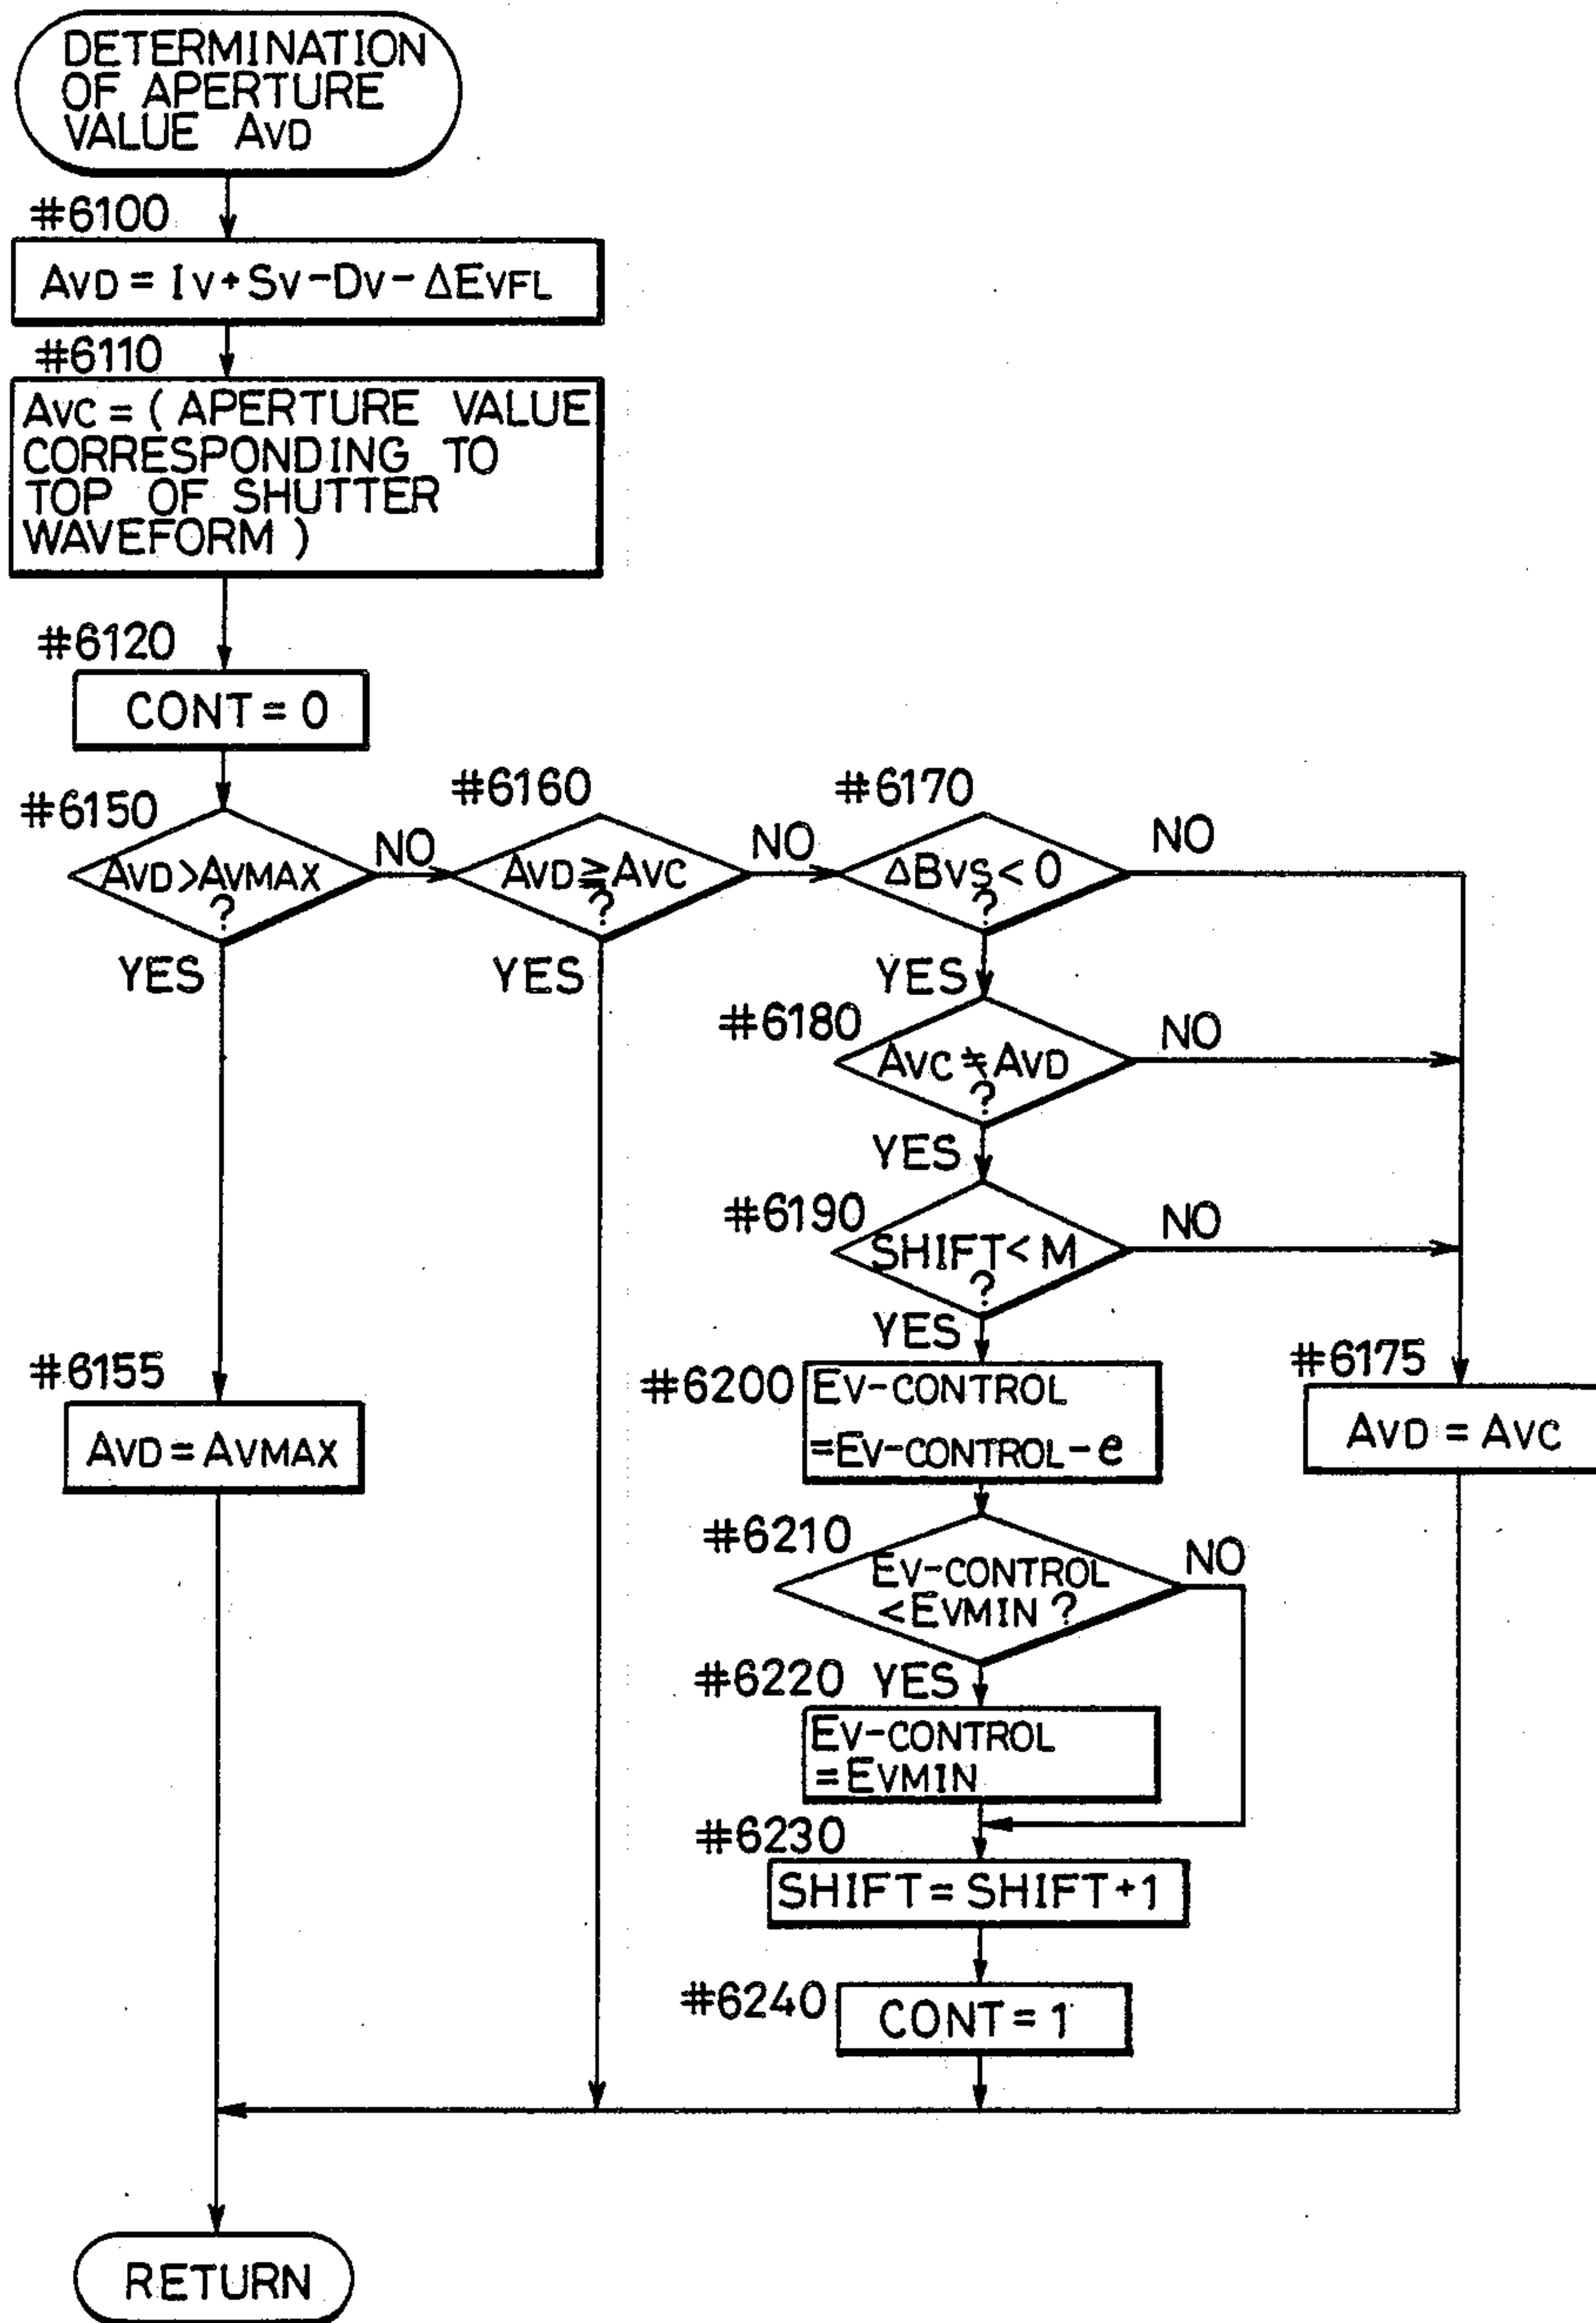 DETERMINATION
OF APERTURE
VALUE AVD
#6100
AVD = IV+SV-DV-ΔEVFL
#6110
AVC = ( APERTURE VALUE
CORRESPONDING TO
TOP OF SHUTTER
WAVEFORM )
#6120
CONT = 0
#6150
AVD>AVMAX
?
NO
YES
#6160
AVD≧AVC
?
NO
YES
#6170
ΔBVS<0
?
NO
YES
#6180
AVC≒AVD
?
NO
YES
#6190
SHIFT<M
?
NO
YES
#6155
AVD=AVMAX
#6200
EV-CONTROL
=EV-CONTROL-e
#6175
AVD = AVC
#6210
EV-CONTROL
<EVMIN ?
NO
YES
#6220
EV-CONTROL
=EVMIN
#6230
SHIFT=SHIFT+1
#6240
CONT=1
RETURN